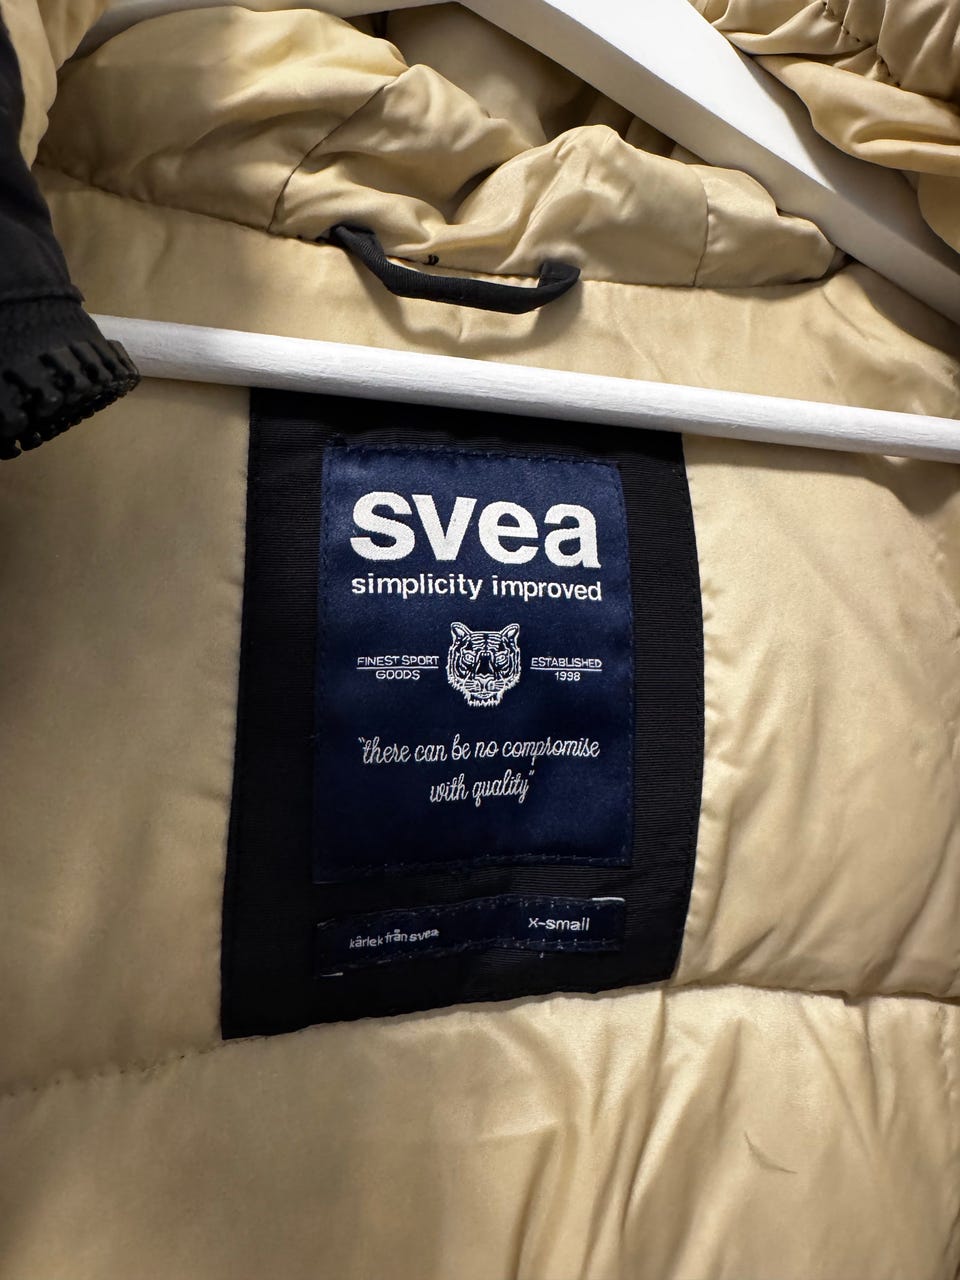 svea
simplicity improved
FINEST SPORT
GOODS
ESTABLISHED
1998
"there can be no compromise
with quality"
kärlek från svea
x-small